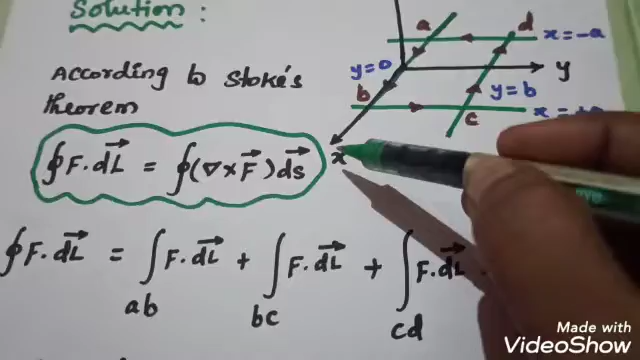 Solution :
According to Stoke's
theorem
∮F.dL⃗ = ∮(∇×F⃗)ds⃗
∮F.dL⃗ = ∫ F.dL⃗ + ∫ F.dL⃗ + ∫ F.dL⃗
ab bc cd
a
d
x=-a
y=0
y
b
y=b
c
x
Made with
VideoShow